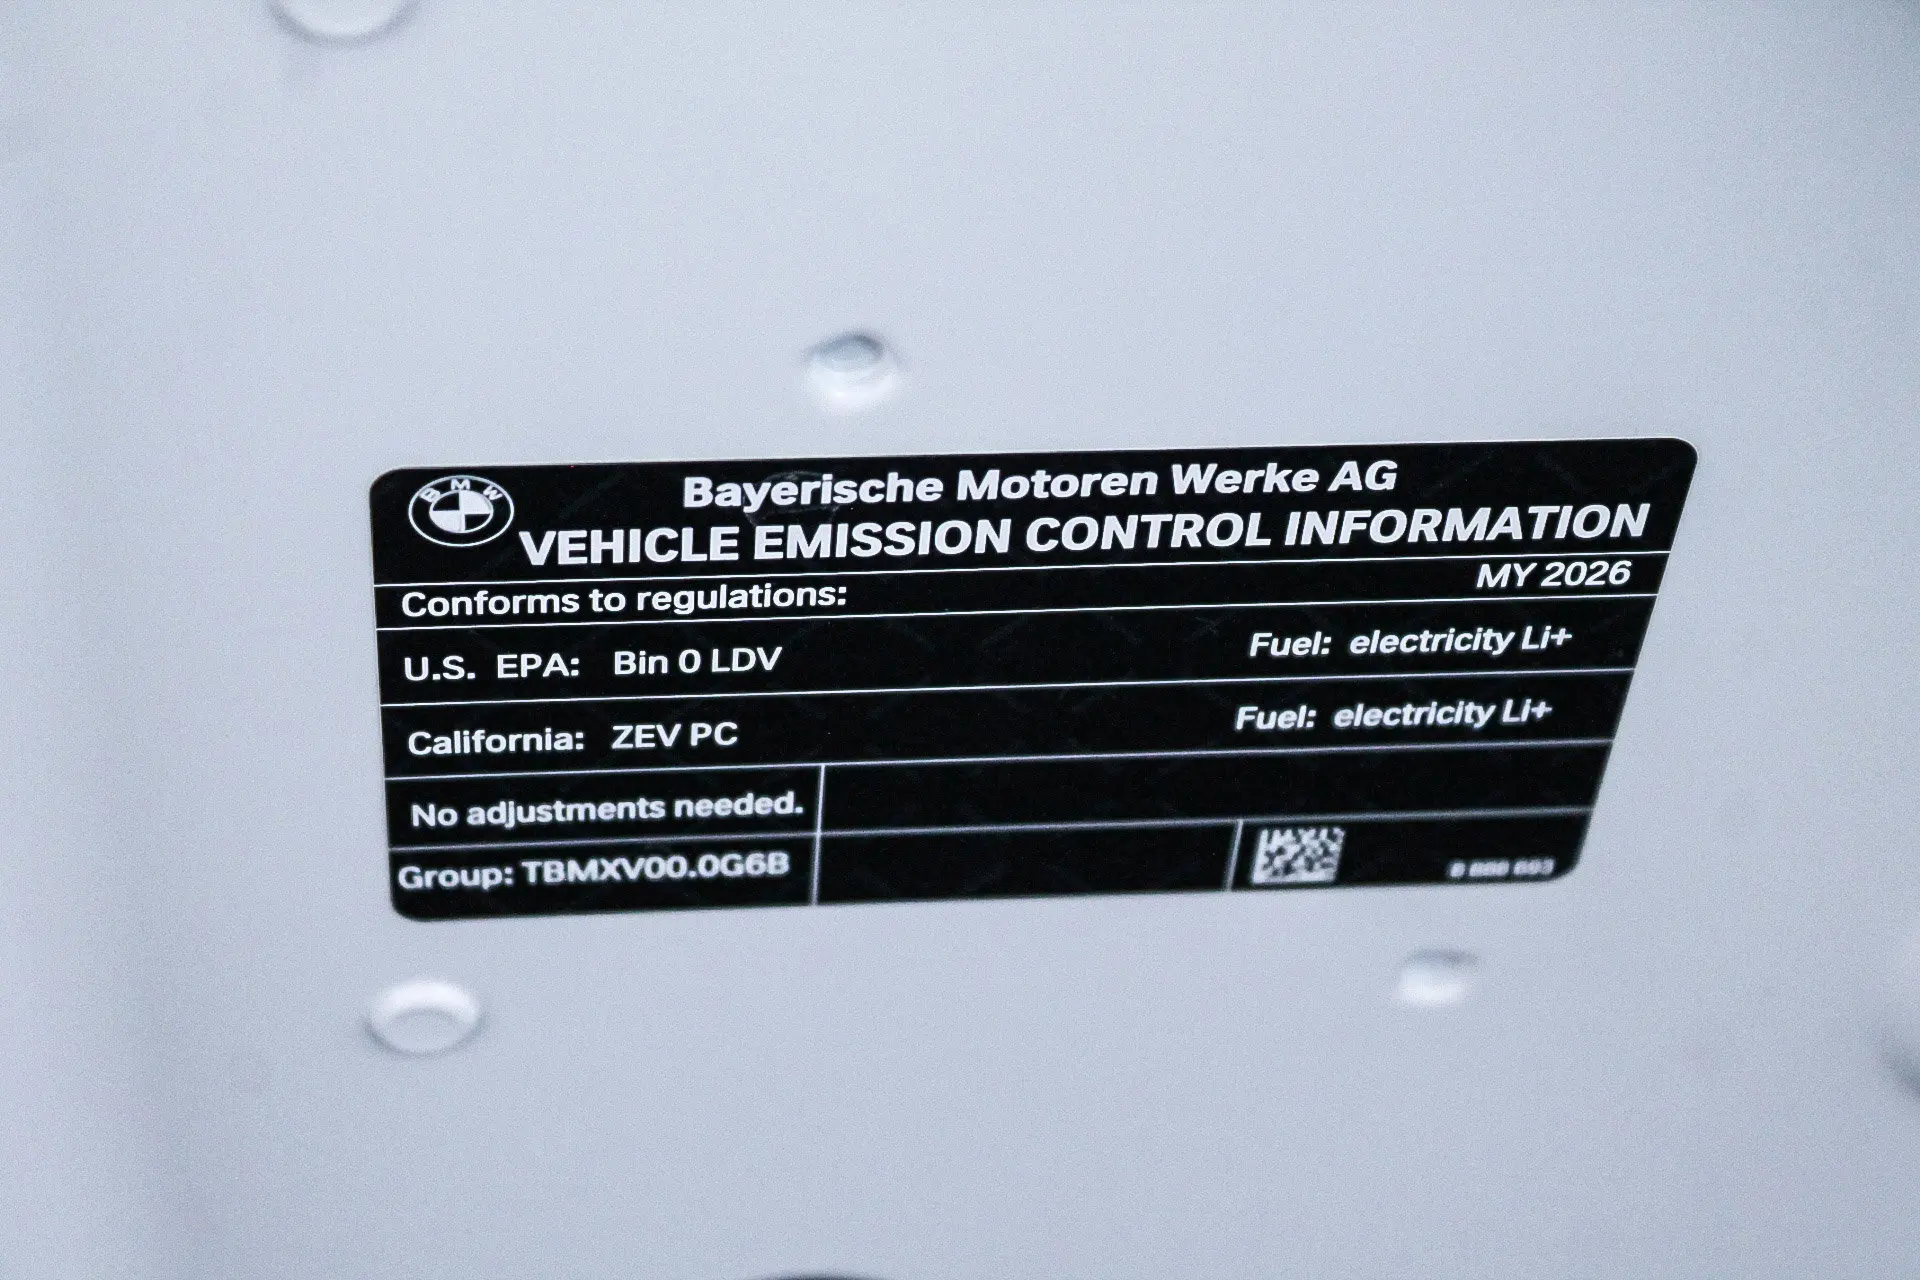 BMW
Bayerische Motoren Werke AG
VEHICLE EMISSION CONTROL INFORMATION
MY 2026
Conforms to regulations:
U.S. EPA: Bin 0 LDV Fuel: electricity Li+
California: ZEV PC Fuel: electricity Li+
No adjustments needed.
Group: TBMXV00.0G6B